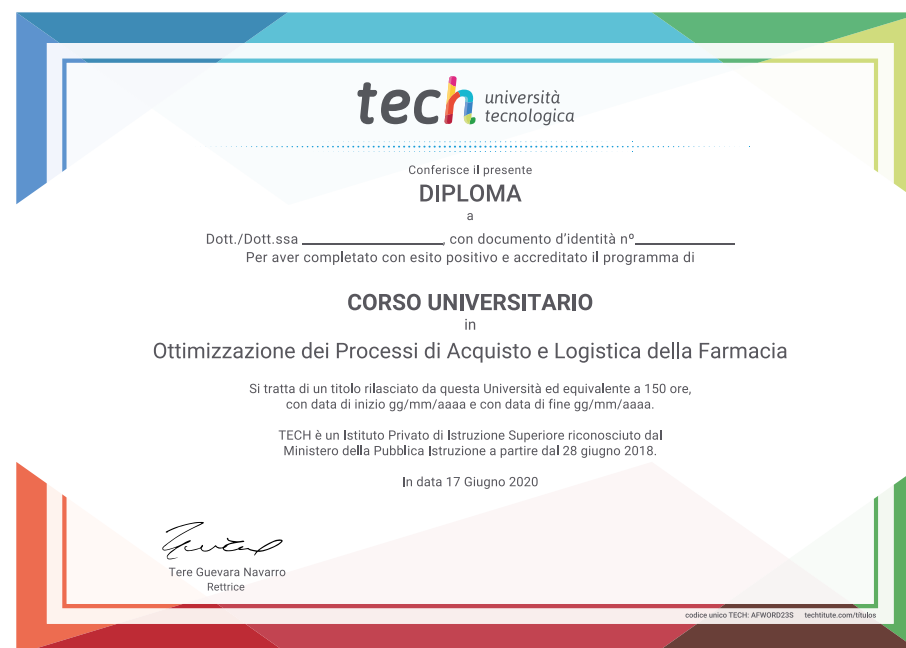 tech università
tecnologica
Conferisce il presente
DIPLOMA
a
Dott./Dott.ssa ____________________, con documento d'identità nº______________
Per aver completato con esito positivo e accreditato il programma di
CORSO UNIVERSITARIO
in
Ottimizzazione dei Processi di Acquisto e Logistica della Farmacia
Si tratta di un titolo rilasciato da questa Università ed equivalente a 150 ore,
con data di inizio gg/mm/aaaa e con data di fine gg/mm/aaaa.
TECH è un Istituto Privato di Istruzione Superiore riconosciuto dal
Ministero della Pubblica Istruzione a partire dal 28 giugno 2018.
In data 17 Giugno 2020
Tere Guevara Navarro
Rettrice
codice unico TECH: AFWORD23S techtitute.com/títulos